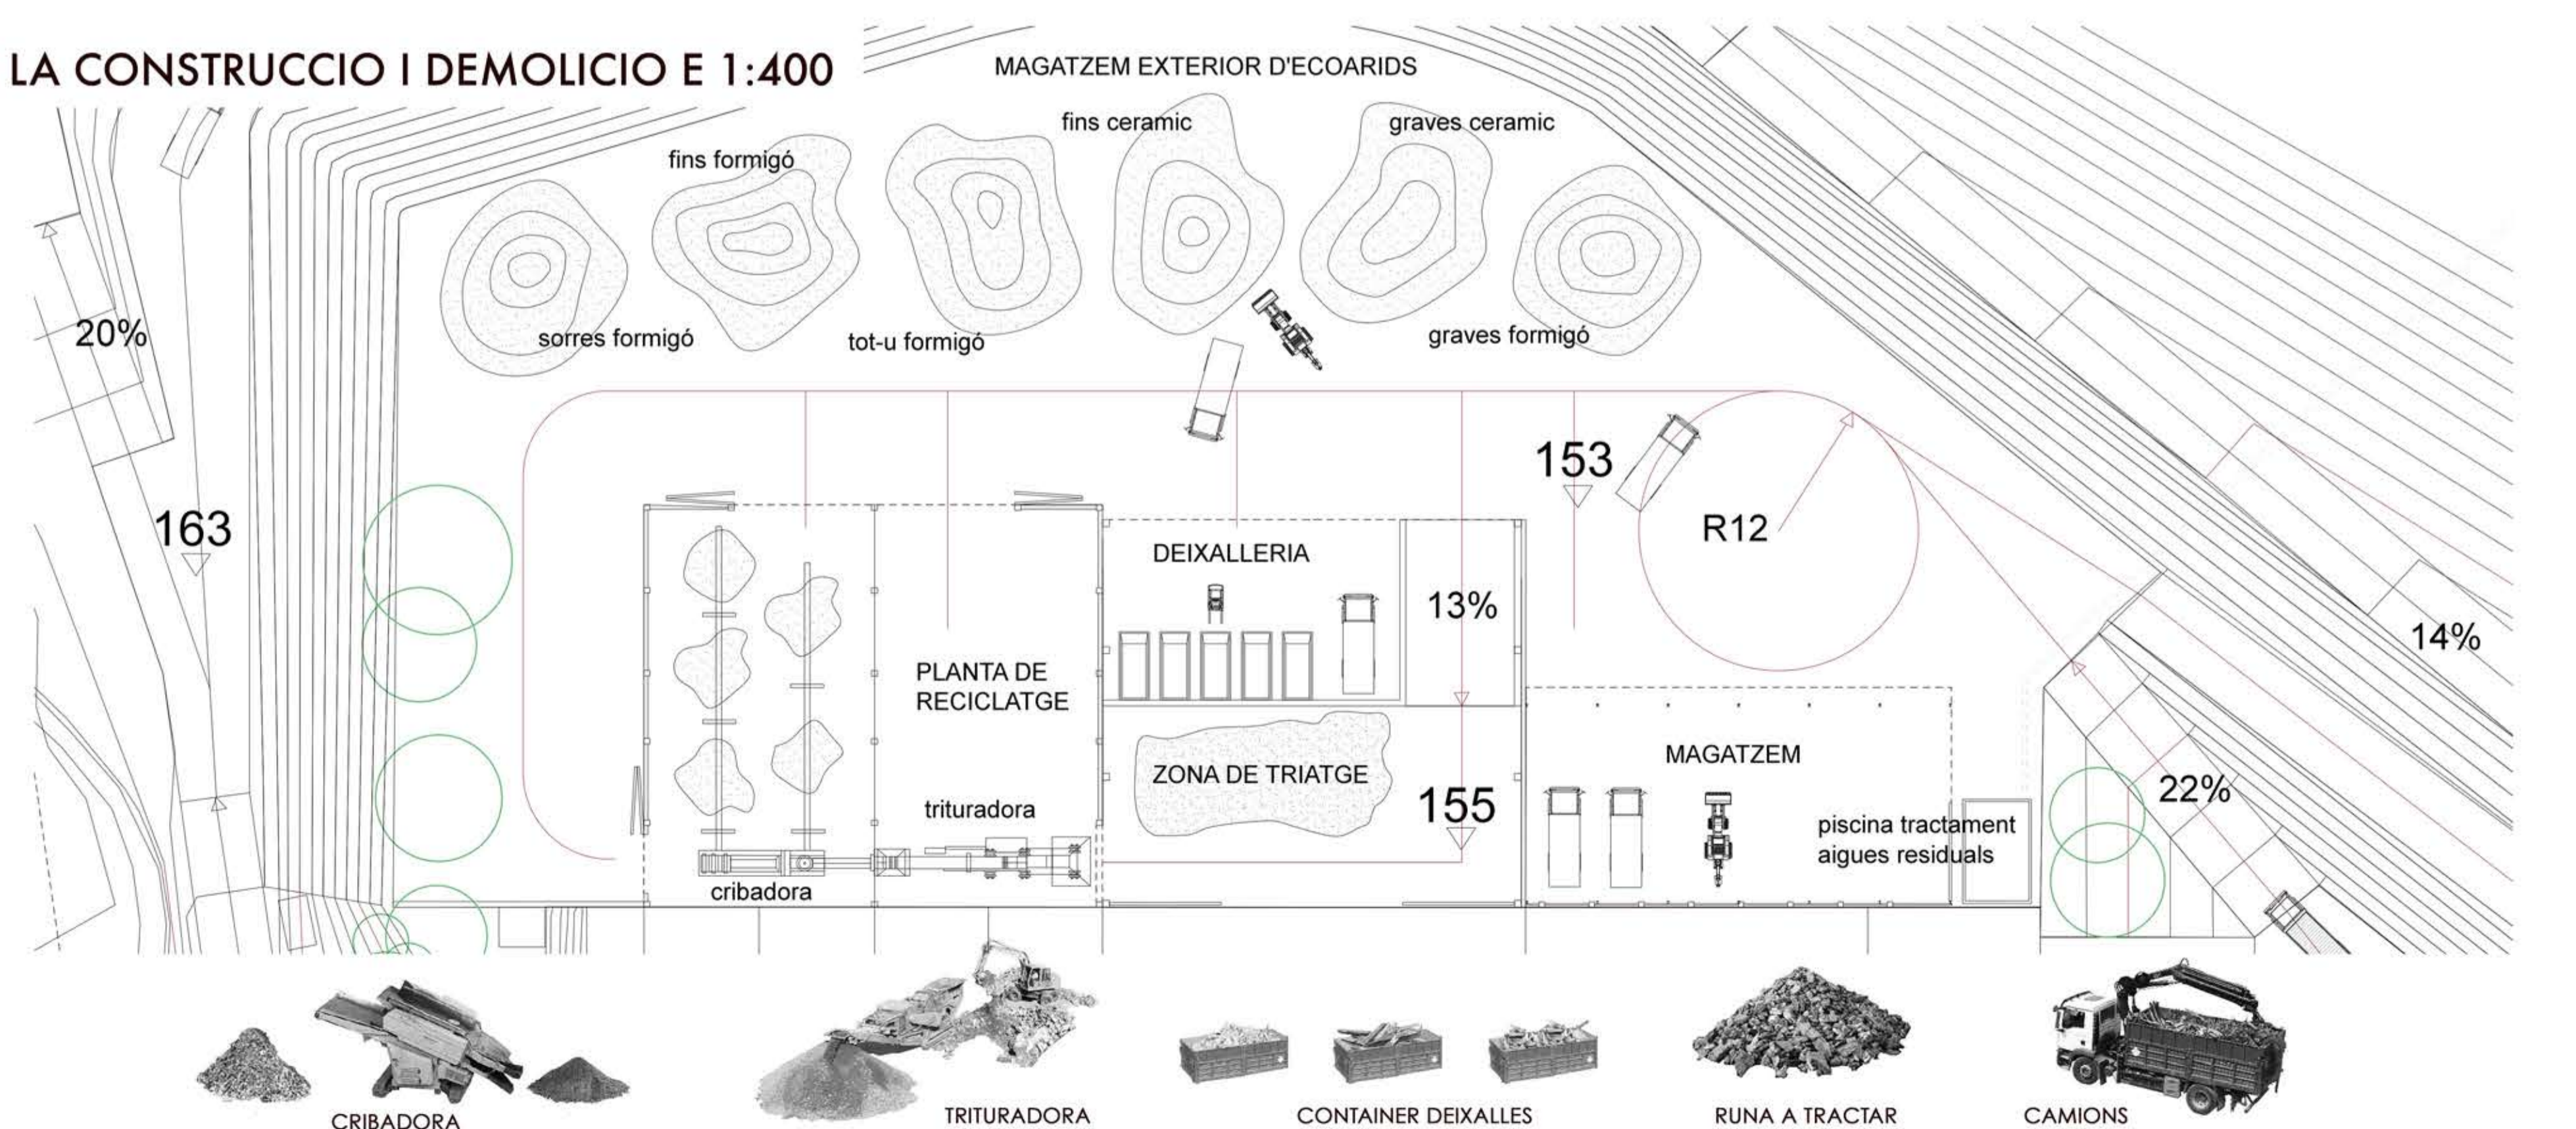 LA CONSTRUCCIO I DEMOLICIO E 1:400
MAGATZEM EXTERIOR D'ECOARIDS
fins ceramic
graves ceramic
fins formigó
20%
sorres formigó
tot-u formigó
graves formigó
163
153
R12
DEIXALLERIA
13%
14%
PLANTA DE
RECICLATGE
MAGATZEM
ZONA DE TRIATGE
155
22%
trituradora
piscina tractament
aigues residuals
cribadora
CRIBADORA
TRITURADORA
CONTAINER DEIXALLES
RUNA A TRACTAR
CAMIONS